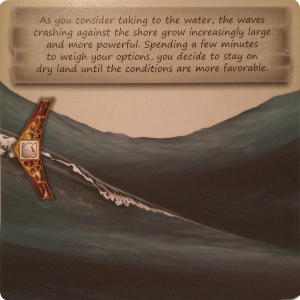 As you consider taking to the water, the waves
crashing against the shore grow increasingly large
and more powerful. Spending a few minutes
to weigh your options, you decide to stay on
dry land until the conditions are more favorable.